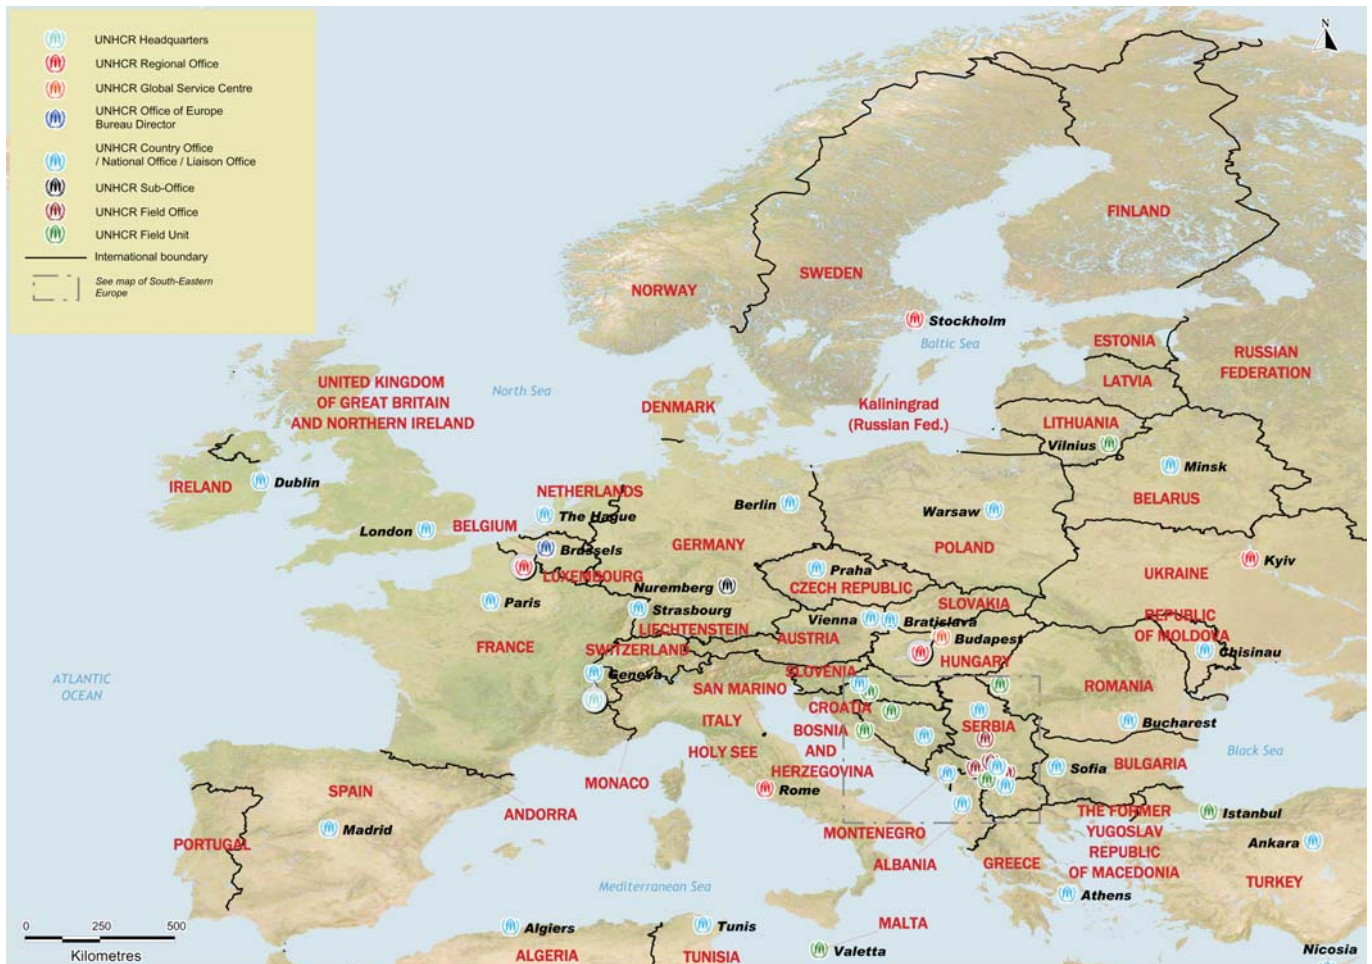 UNHCR Headquarters
UNHCR Regional Office
UNHCR Global Service Centre
UNHCR Office of Europe
Bureau Director
UNHCR Country Office
/ National Office / Liaison Office
UNHCR Sub-Office
UNHCR Field Office
UNHCR Field Unit
International boundary
See map of South-Eastern
Europe
N
FINLAND
SWEDEN
NORWAY
Stockholm
Baltic Sea
ESTONIA
RUSSIAN
FEDERATION
LATVIA
UNITED KINGDOM
OF GREAT BRITAIN
AND NORTHERN IRELAND
North Sea
DENMARK
Kaliningrad
(Russian Fed.)
LITHUANIA
Vilnius
Minsk
BELARUS
IRELAND
Dublin
NETHERLANDS
The Hague
Berlin
Warsaw
London
BELGIUM
Brussels
GERMANY
POLAND
LUXEMBOURG
Praha
CZECH REPUBLIC
Nuremberg
UKRAINE
Kyiv
Paris
Strasbourg
SLOVAKIA
Vienna
Bratislava
REPUBLIC
OF MOLDOVA
LIECHTENSTEIN
AUSTRIA
Budapest
FRANCE
SWITZERLAND
HUNGARY
Chisinau
Geneva
SLOVENIA
ATLANTIC
OCEAN
SAN MARINO
ROMANIA
CROATIA
ITALY
SERBIA
Bucharest
BOSNIA
AND
HERZEGOVINA
HOLY SEE
Black Sea
MONACO
Sofia
BULGARIA
SPAIN
Rome
ANDORRA
Istanbul
THE FORMER
YUGOSLAV
REPUBLIC
OF MACEDONIA
Madrid
PORTUGAL
MONTENEGRO
Ankara
ALBANIA
GREECE
TURKEY
Mediterranean Sea
Athens
MALTA
0 250 500
Kilometres
Algiers
Tunis
ALGERIA
TUNISIA
Valetta
Nicosia